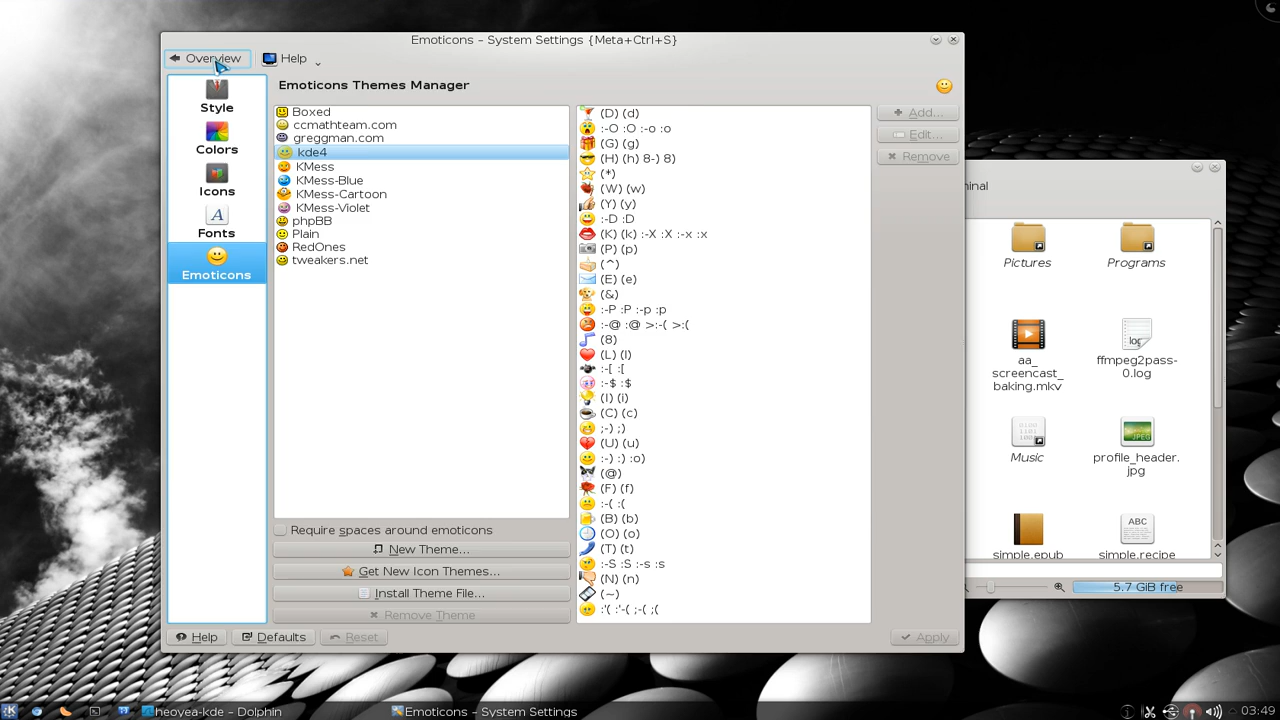 Emoticons – System Settings {Meta+Ctrl+S}
Overview
Help
Style
Colors
Icons
Fonts
Emoticons
Emoticons Themes Manager
Boxed
ccmathteam.com
greggman.com
kde4
KMess
KMess-Blue
KMess-Cartoon
KMess-Violet
phpBB
Plain
RedOnes
tweakers.net
(D) (d)
:-O :O :-o :o
(G) (g)
(H) (h) 8-) 8)
(*)
(W) (w)
(Y) (y)
:-D :D
(K) (k) :-X :X :-x :x
(P) (p)
(^)
(E) (e)
(&)
:-P :P :-p :p
:-@ :@ >:-( >:(
(8)
(L) (l)
:-[ :[
:-$ :$
(I) (i)
(C) (c)
;-) ;)
(U) (u)
:-) :) :o)
(@)
(F) (f)
:-( :(
(B) (b)
(O) (o)
(T) (t)
:-S :S :-s :s
(N) (n)
(~)
:'( :'-( ;-( ;(
Add...
Edit...
Remove
Require spaces around emoticons
New Theme...
Get New Icon Themes...
Install Theme File...
Remove Theme
Help
Defaults
Reset
Apply
minal
Pictures
Programs
aa_
screencast_
baking.mkv
log
ffmpeg2pass-
0.log
Music
profile_header.
jpg
ABC
simple.epub
simple.recipe
5.7 GiB free
heoyea-kde – Dolphin
Emoticons – System Settings
03:49